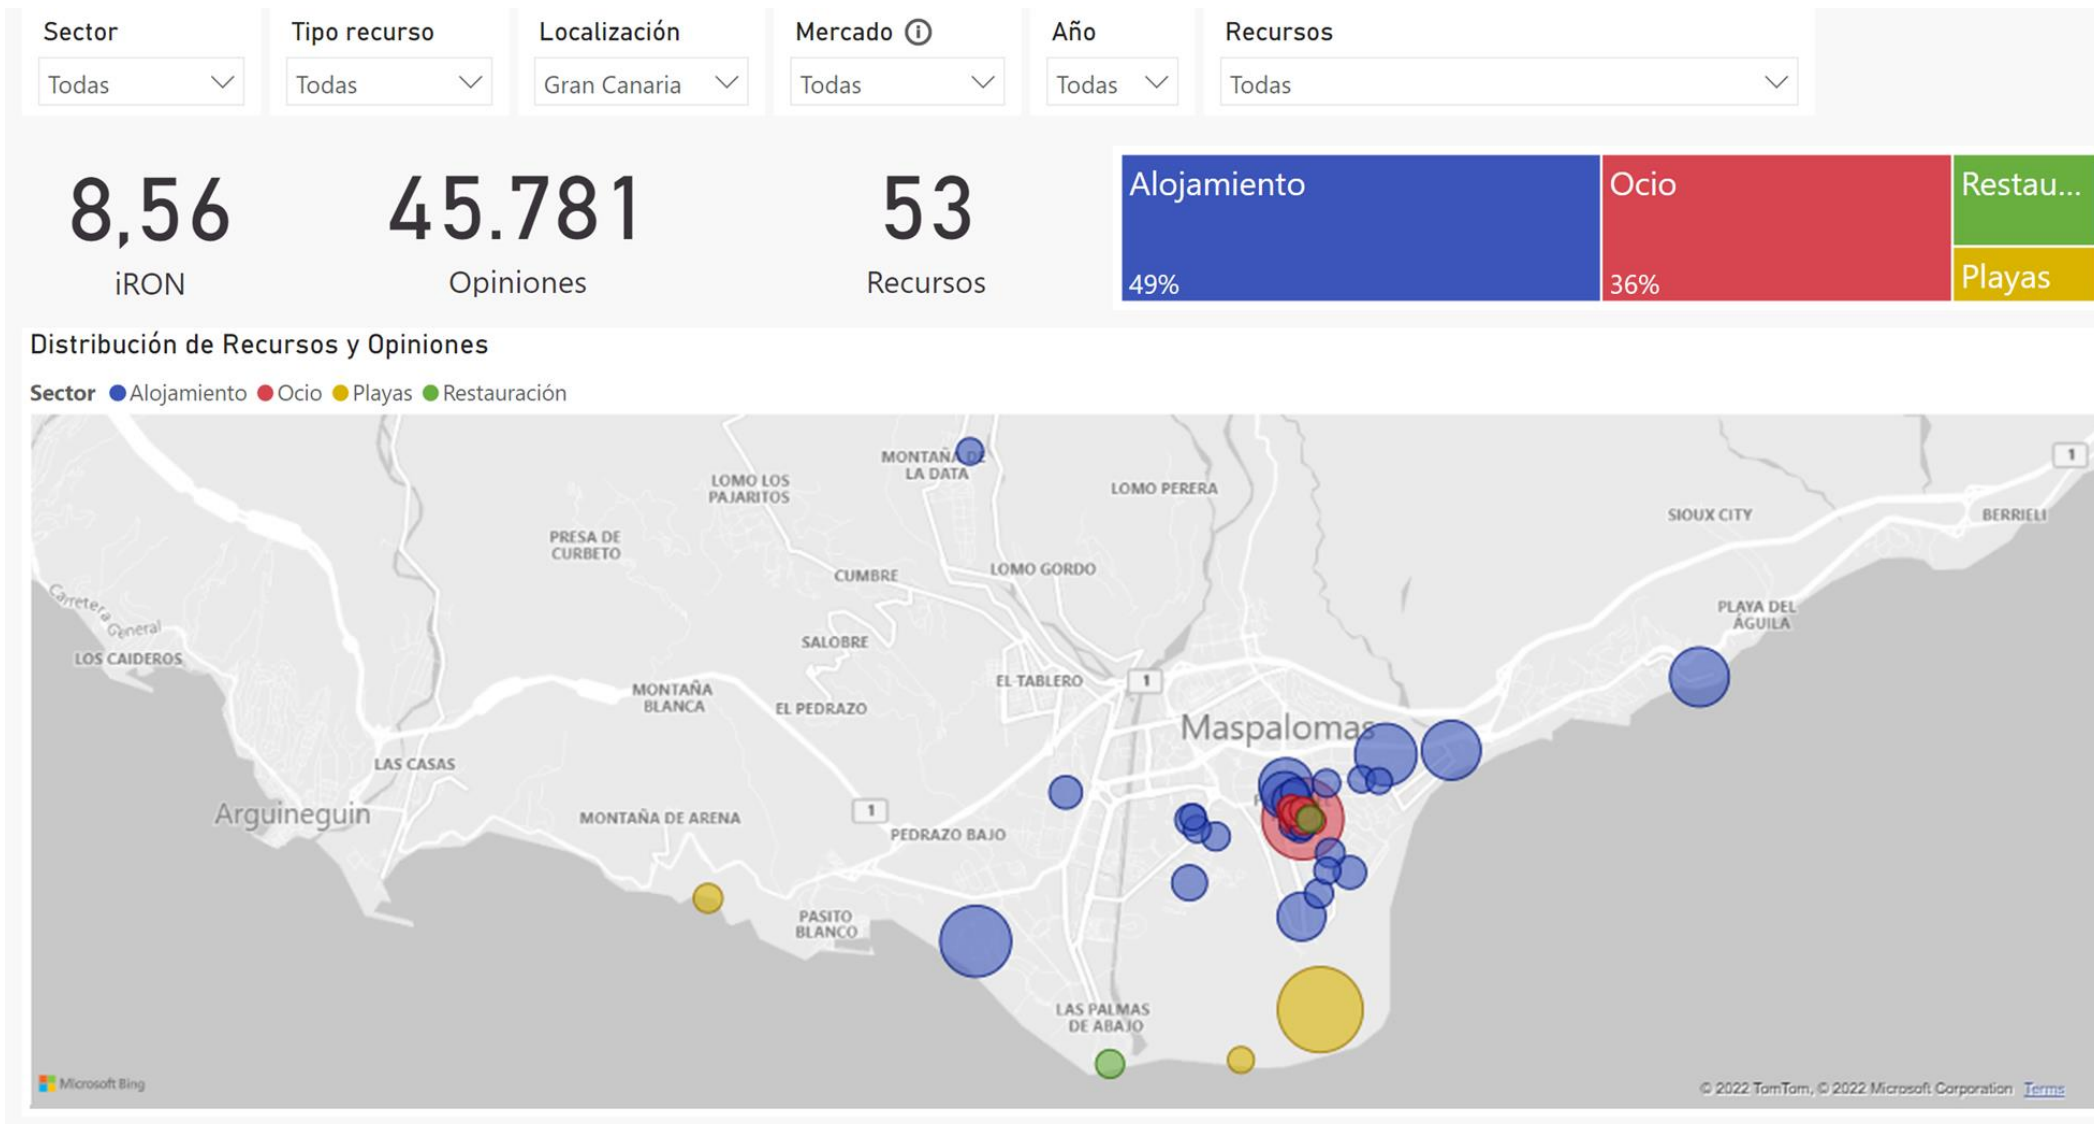 Sector
Tipo recurso
Localización
Mercado
Año
Recursos
Todas
Todas
Gran Canaria
Todas
Todas
Todas
8,56
iRON
45.781
Opiniones
53
Recursos
Alojamiento
49%
Ocio
36%
Restau...
Playas
Distribución de Recursos y Opiniones
Sector Alojamiento Ocio Playas Restauración
MONTAÑA DE
LA DATA
LOMO LOS
PAJARITOS
LOMO PERERA
SIOUX CITY
1
BERRIELI
PRESA DE
CURBETO
CUMBRE
LOMO GORDO
Carretera
General
PLAYA DEL
ÁGUILA
SALOBRE
LOS CAIDEROS
MONTAÑA
BLANCA
EL TABLERO
1
EL PEDRAZO
Maspalomas
LAS CASAS
Arguineguin
MONTAÑA DE ARENA
1
PEDRAZO BAJO
PASITO
BLANCO
LAS PALMAS
DE ABAJO
Microsoft Bing
© 2022 TomTom, © 2022 Microsoft Corporation Terms